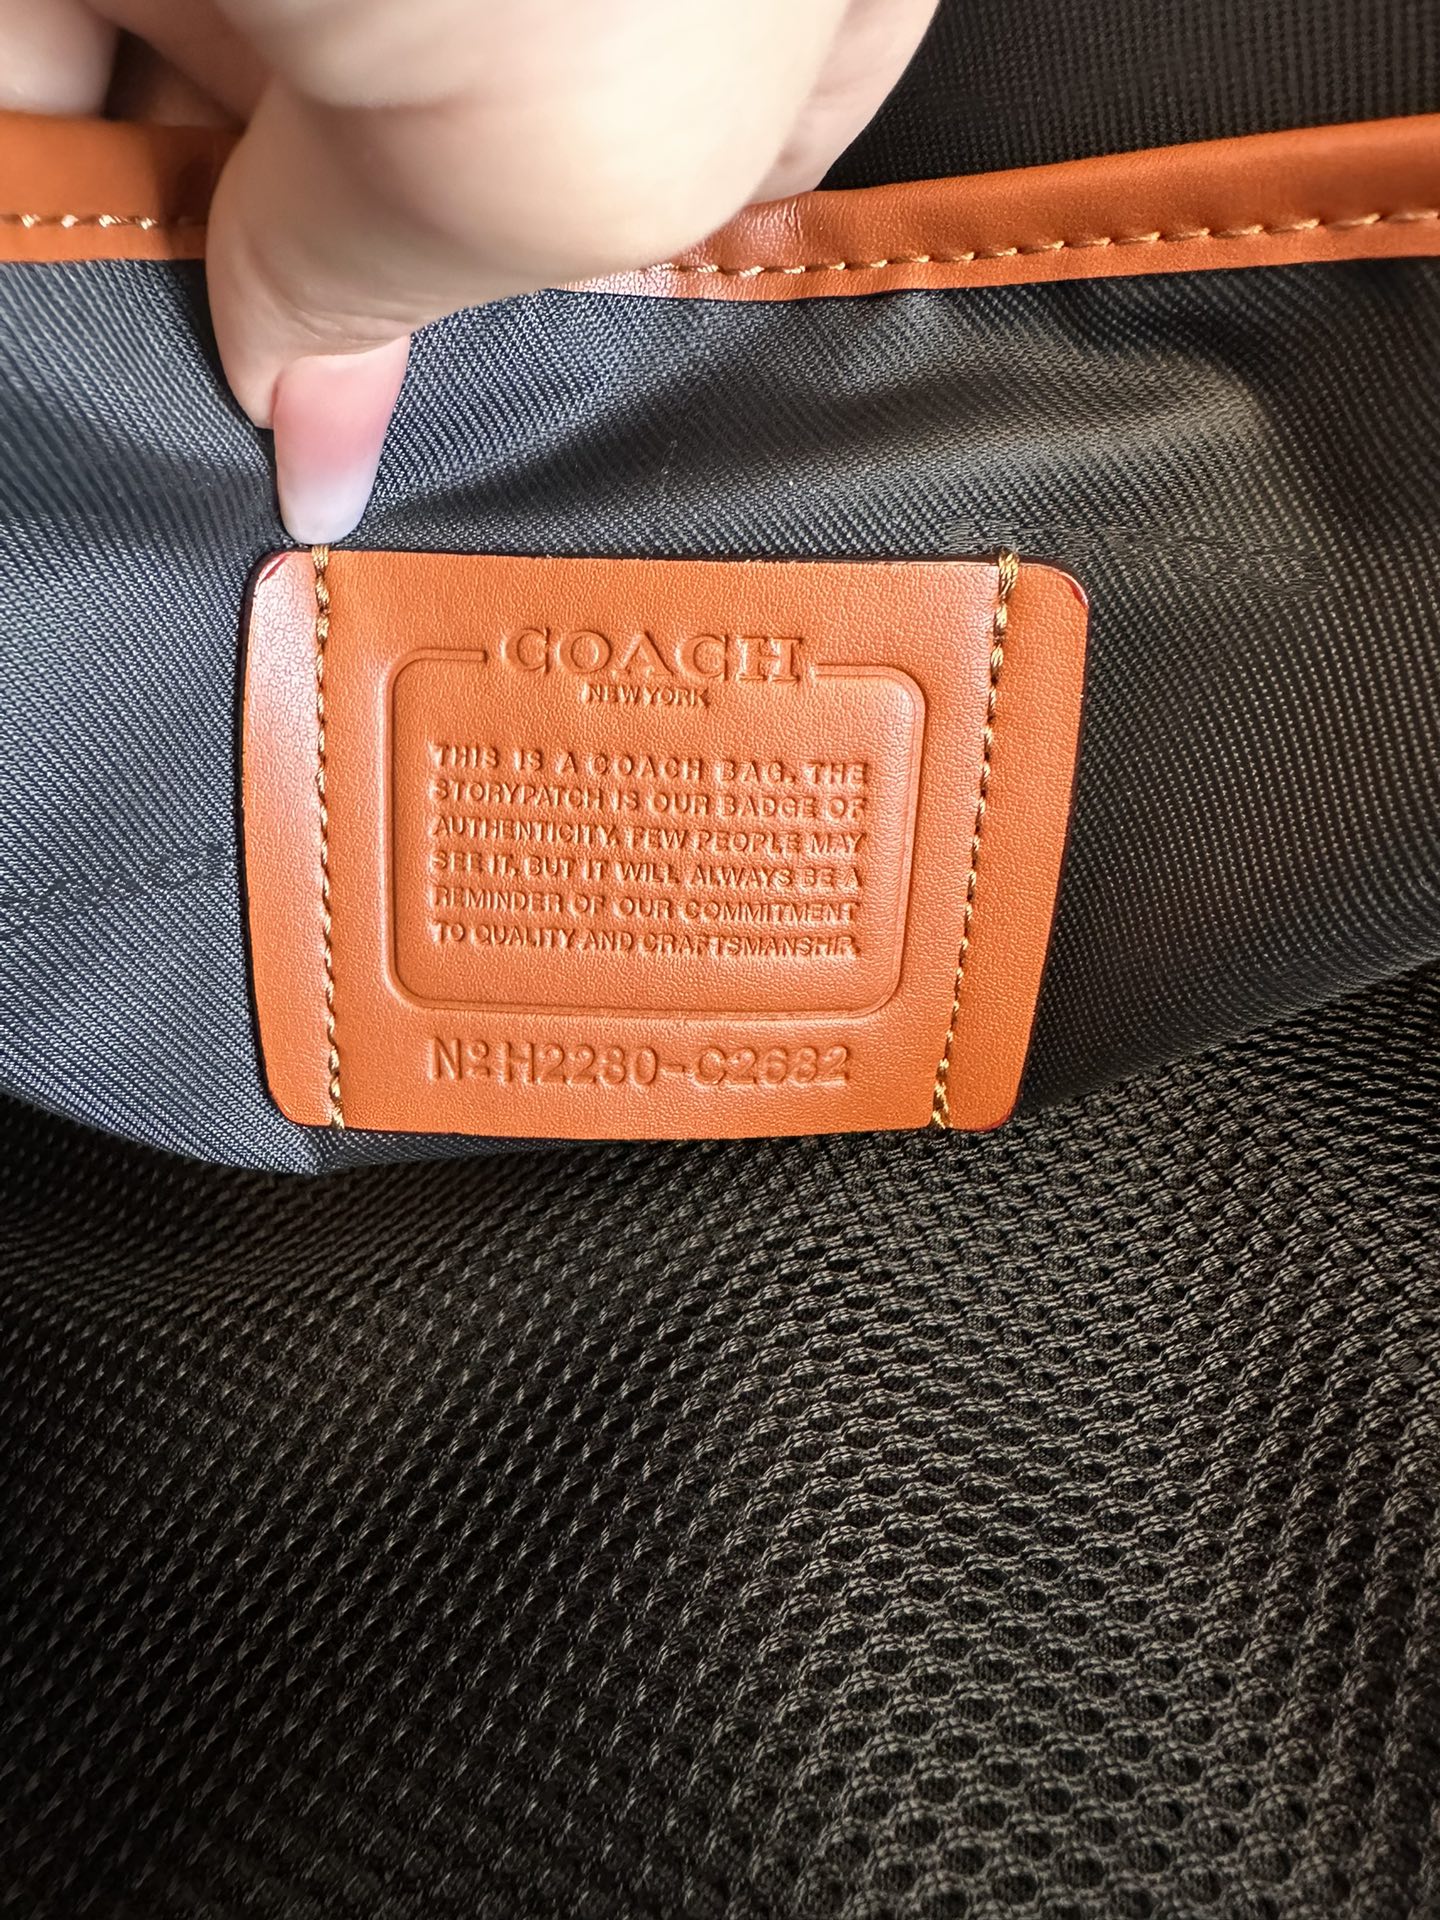 COACH
NEW YORK
THIS IS A COACH BAG. THE
STORYPATCH IS OUR BADGE OF
AUTHENTICITY. FEW PEOPLE MAY
SEE IT, BUT IT WILL ALWAYS BE A
REMINDER OF OUR COMMITMENT
TO QUALITY AND CRAFTSMANSHIP.
Nº H2280-C2682